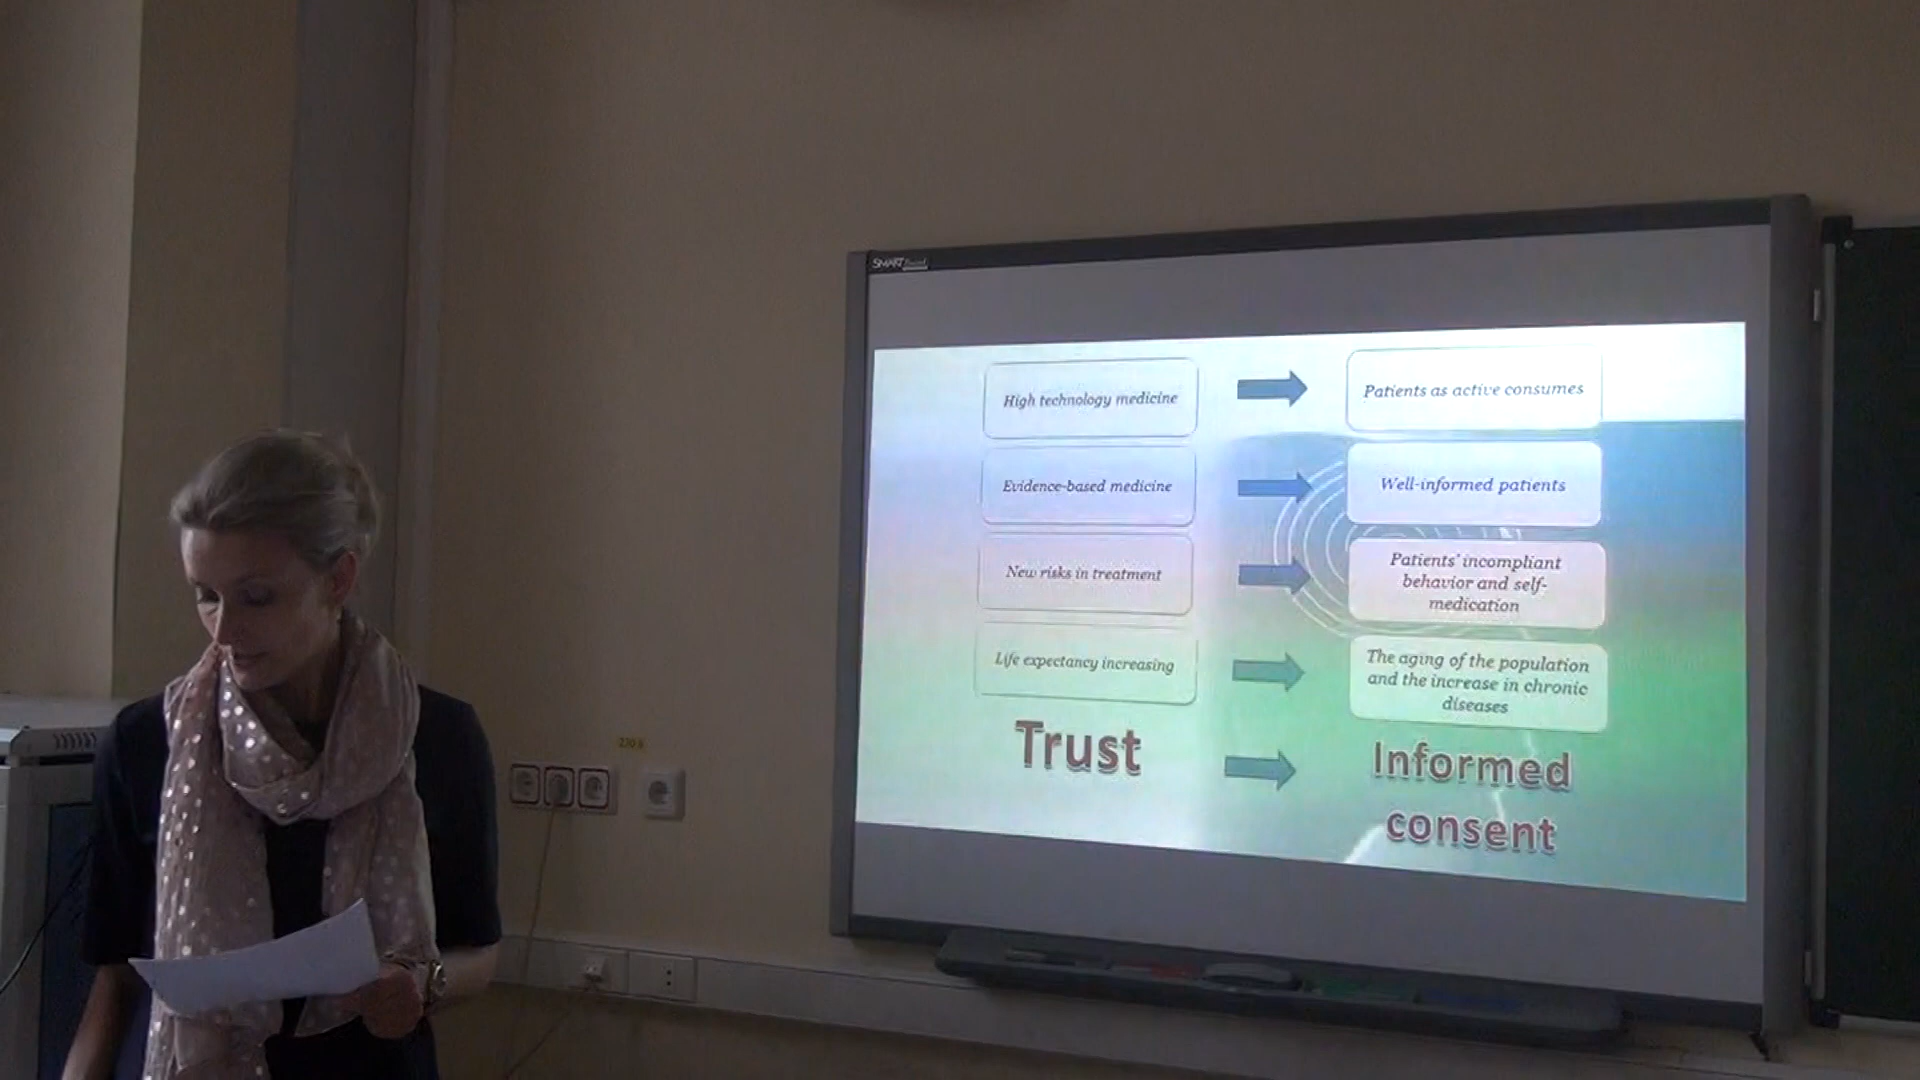 SMART Board
High technology medicine
Patients as active consumes
Evidence-based medicine
Well-informed patients
New risks in treatment
Patients' incompliant
behavior and self-
medication
Life expectancy increasing
The aging of the population
and the increase in chronic
diseases
Trust
Informed
consent